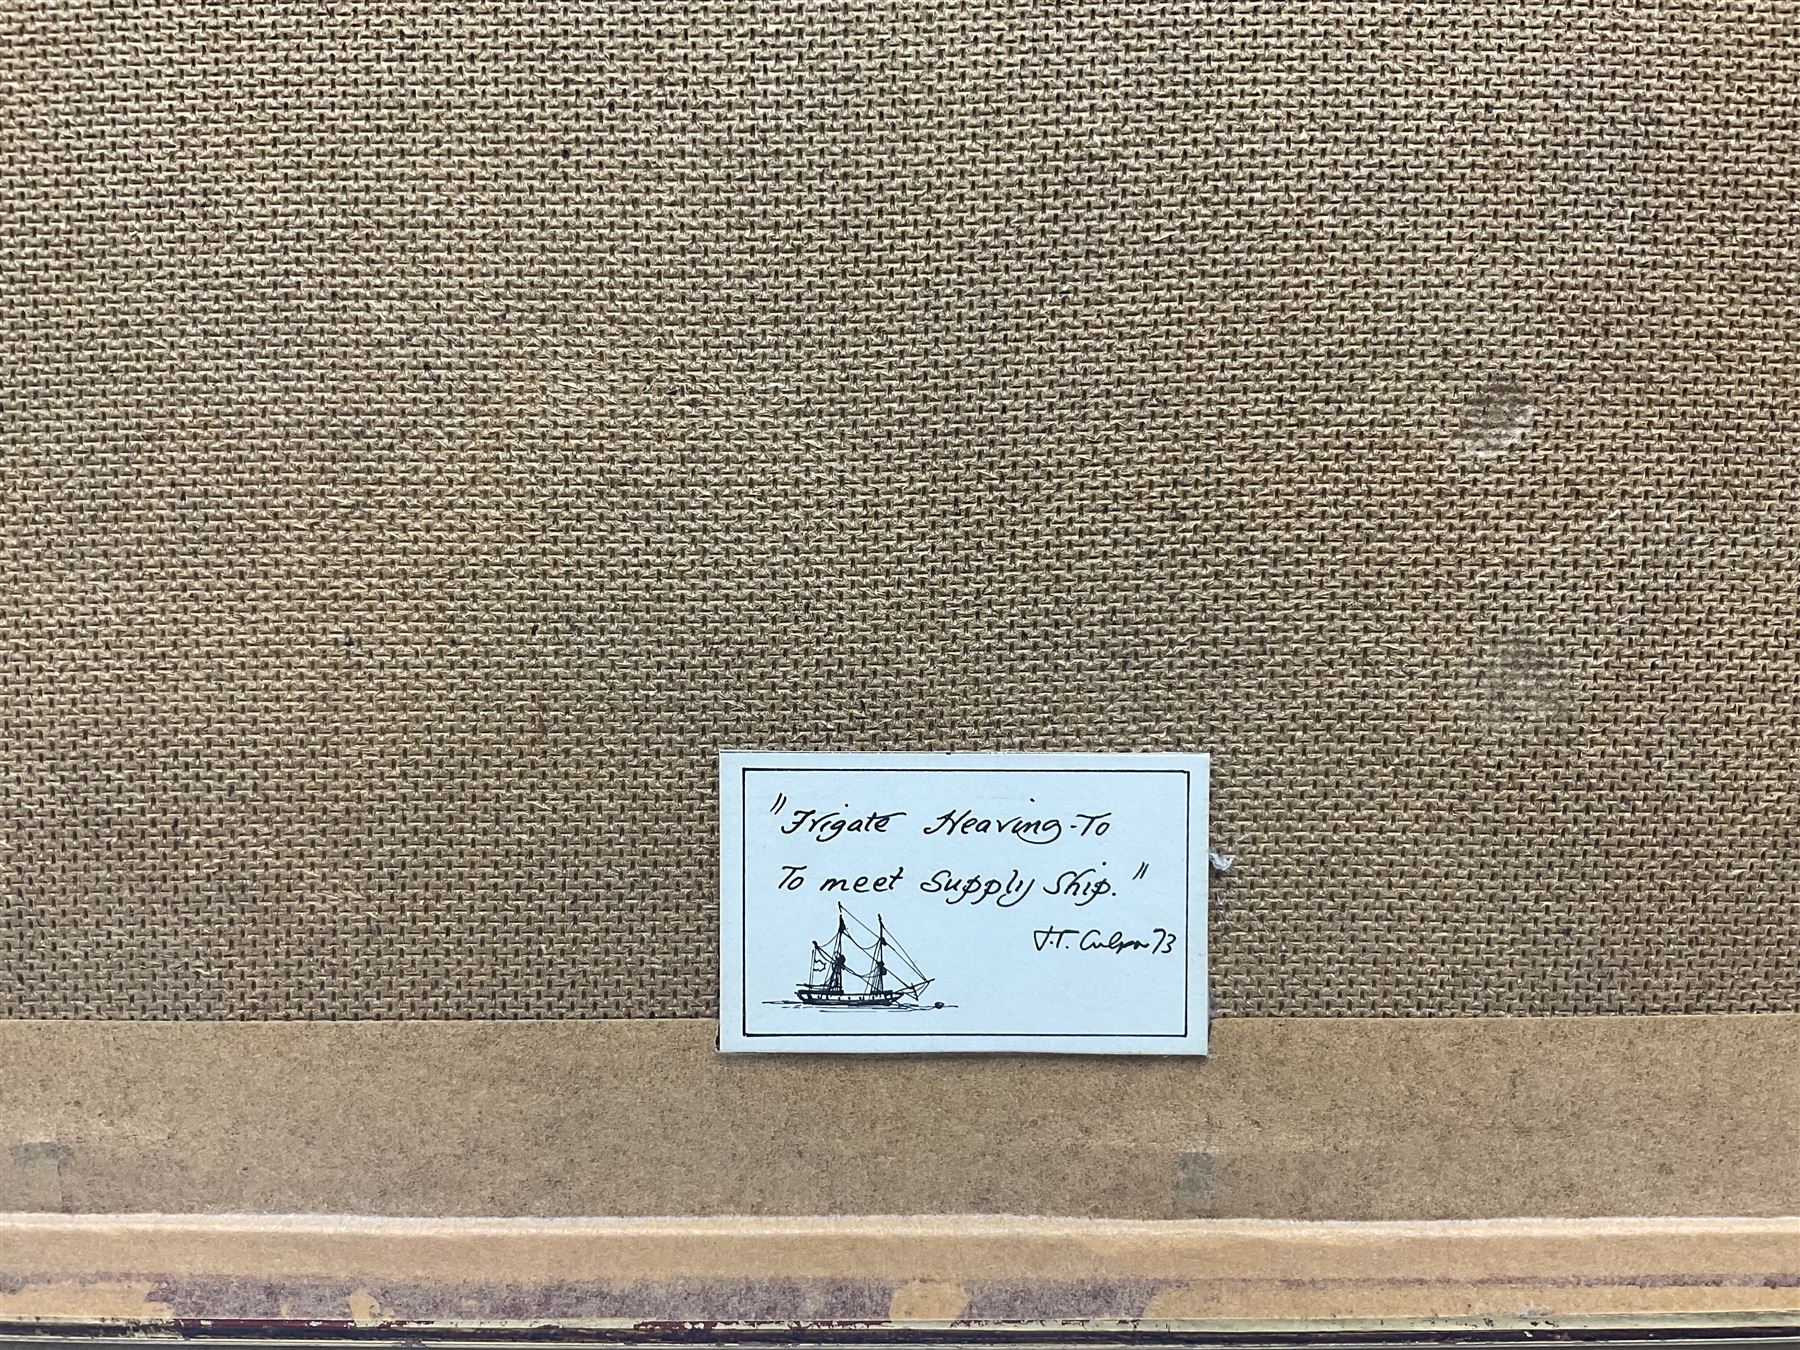 "Frigate Heaving-To
To meet Supply Ship."
J.T. Culpan 73